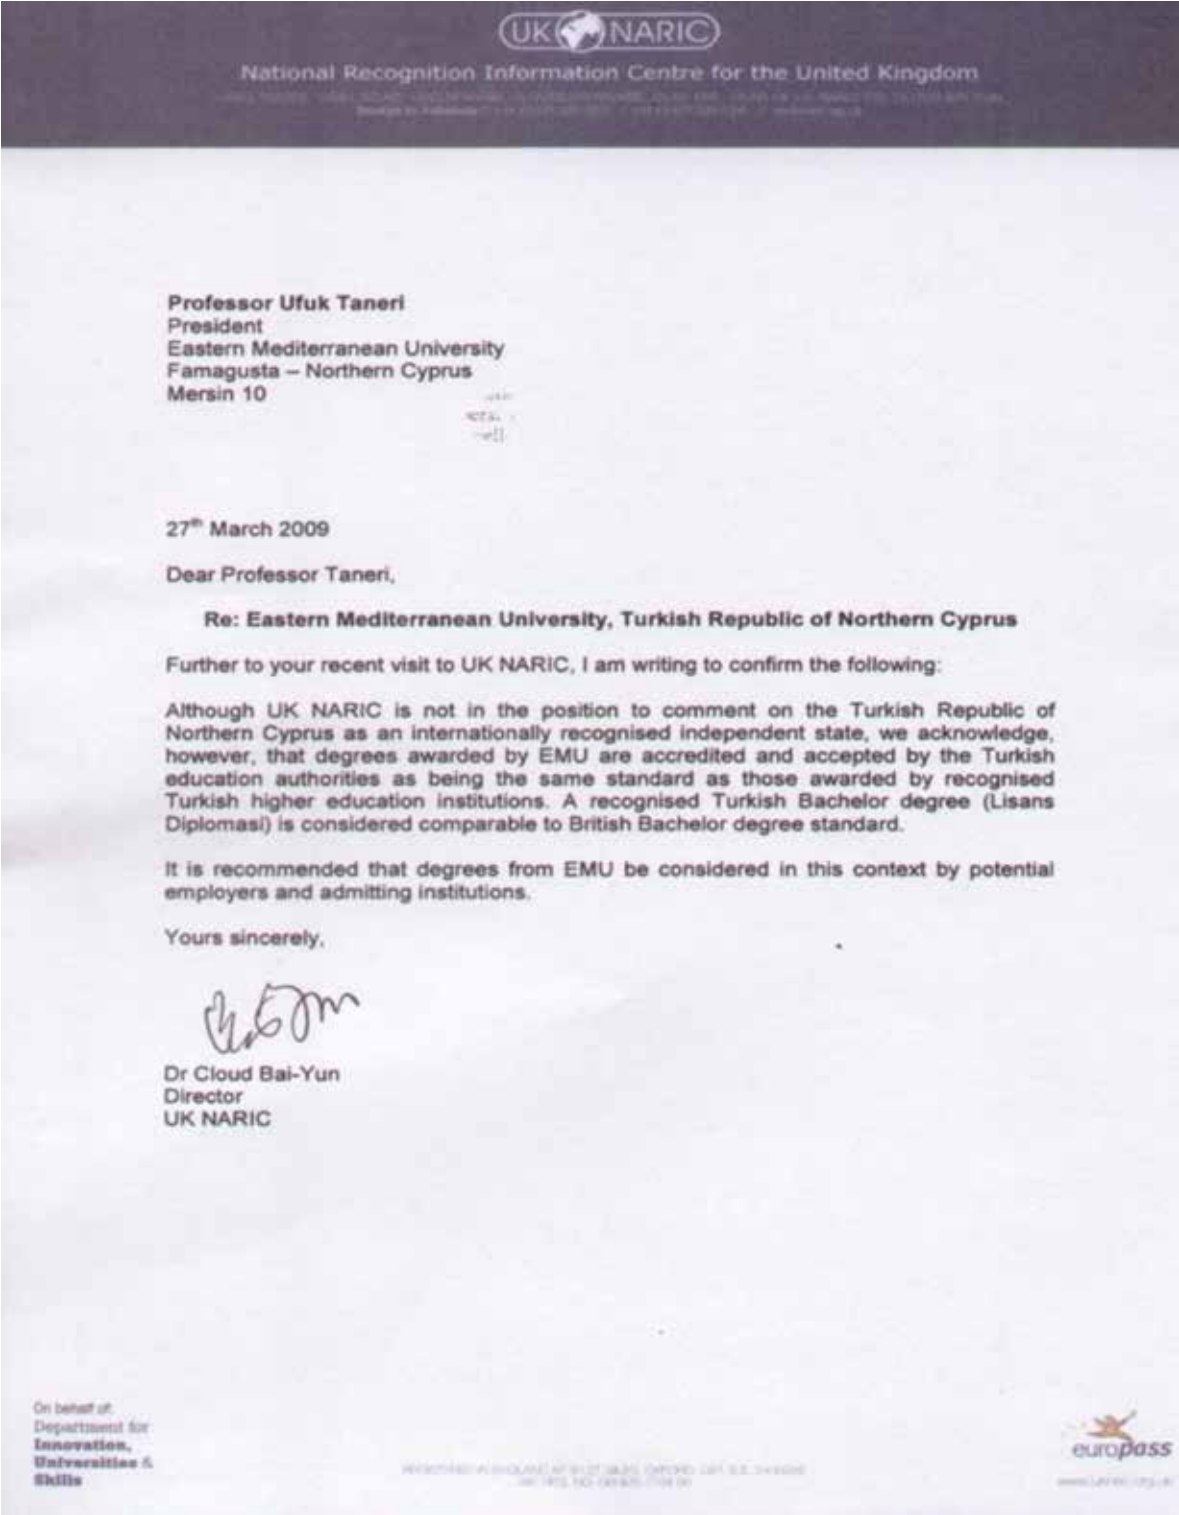 UK NARIC
National Recognition Information Centre for the United Kingdom
Professor Ufuk Taneri
President
Eastern Mediterranean University
Famagusta – Northern Cyprus
Mersin 10
27th March 2009
Dear Professor Taneri,
Re: Eastern Mediterranean University, Turkish Republic of Northern Cyprus
Further to your recent visit to UK NARIC, I am writing to confirm the following:
Although UK NARIC is not in the position to comment on the Turkish Republic of
Northern Cyprus as an internationally recognised independent state, we acknowledge,
however, that degrees awarded by EMU are accredited and accepted by the Turkish
education authorities as being the same standard as those awarded by recognised
Turkish higher education institutions. A recognised Turkish Bachelor degree (Lisans
Diplomasi) is considered comparable to British Bachelor degree standard.
It is recommended that degrees from EMU be considered in this context by potential
employers and admitting institutions.
Yours sincerely,
Dr Cloud Bai-Yun
Director
UK NARIC
On behalf of:
Department for
Innovation,
Universities &
Skills
europass